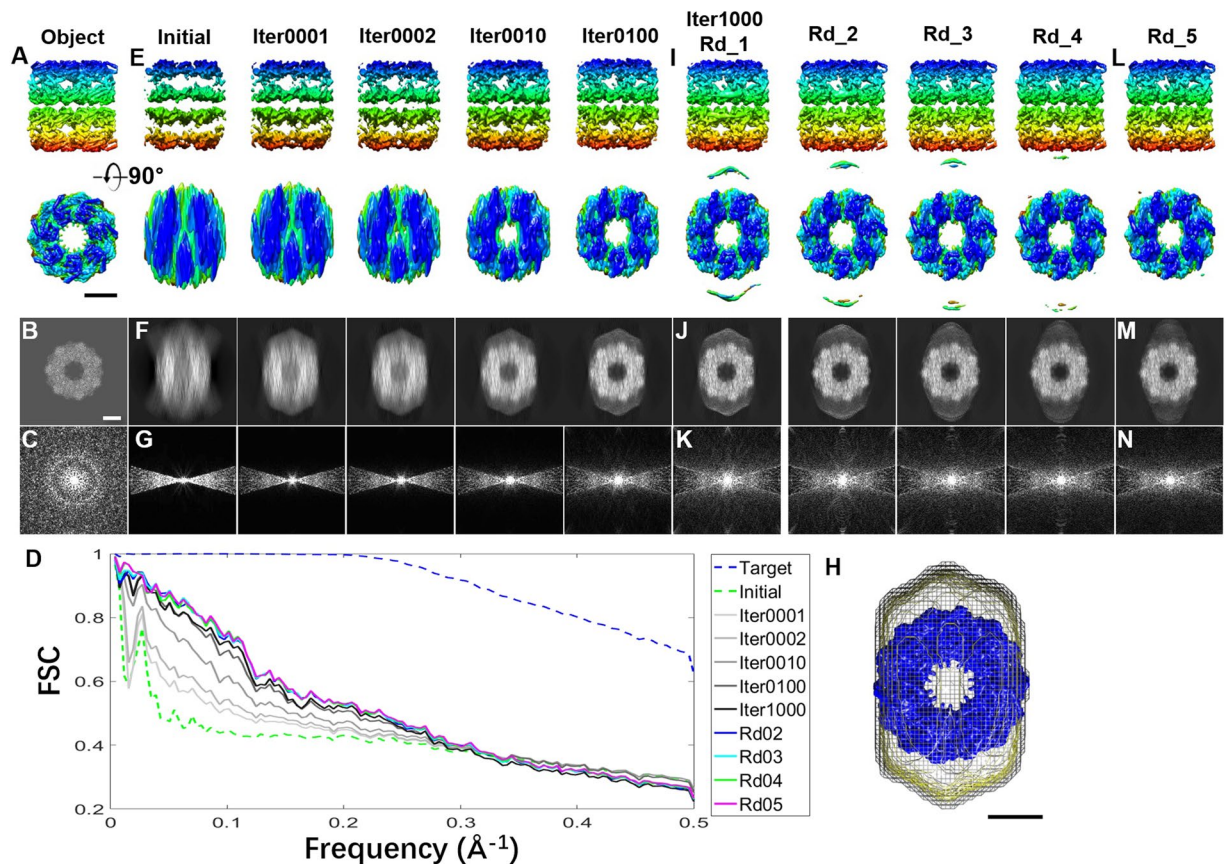 A Object E Initial Iter0001 Iter0002 Iter0010 Iter0100 Iter1000 Rd_1 I Rd_2 Rd_3 Rd_4 L Rd_5
90°
B F J M
C G K N
D
1
0.8
0.6
0.4
0.2
0 0.1 0.2 0.3 0.4 0.5
FSC
Frequency (Å⁻¹)
Target
Initial
Iter0001
Iter0002
Iter0010
Iter0100
Iter1000
Rd02
Rd03
Rd04
Rd05
H